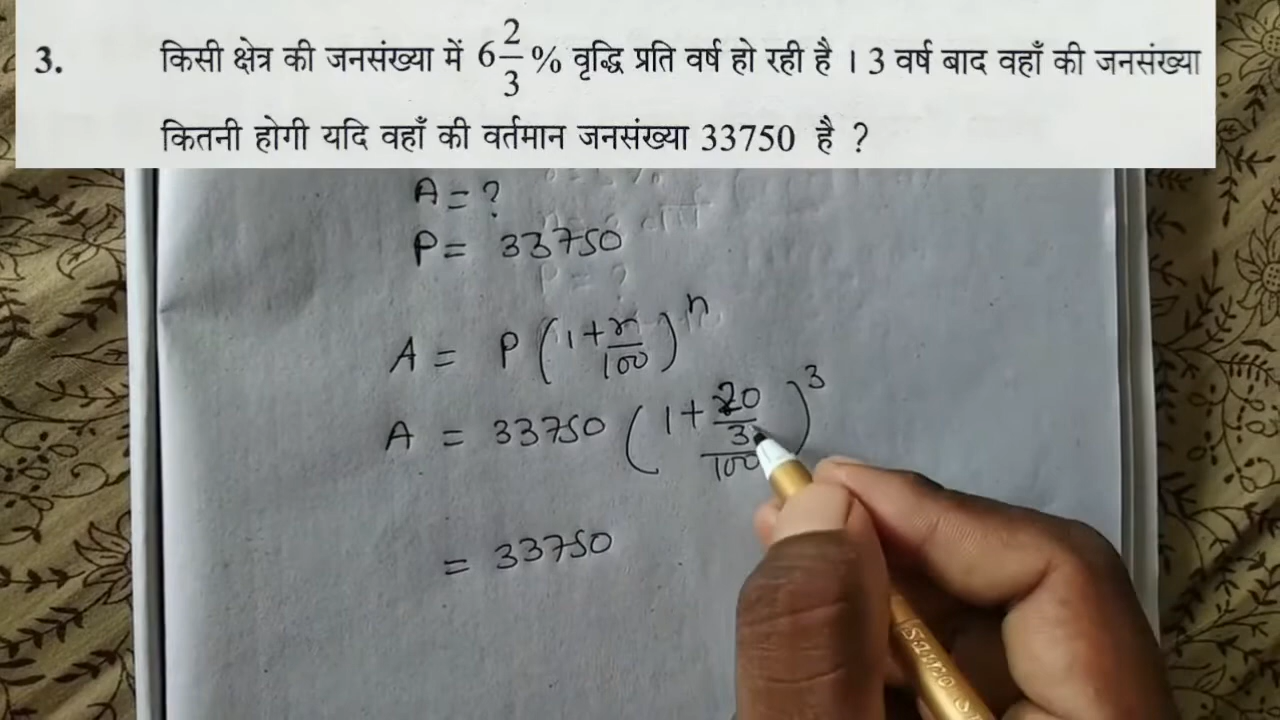 3. किसी क्षेत्र की जनसंख्या में 6 2/3 % वृद्धि प्रति वर्ष हो रही है । 3 वर्ष बाद वहाँ की जनसंख्या
कितनी होगी यदि वहाँ की वर्तमान जनसंख्या 33750 है ?
A = ?
P = 33750
P = ?
A = P (1 + r/100)^n
A = 33750 (1 + 20/3/100)^3
= 33750